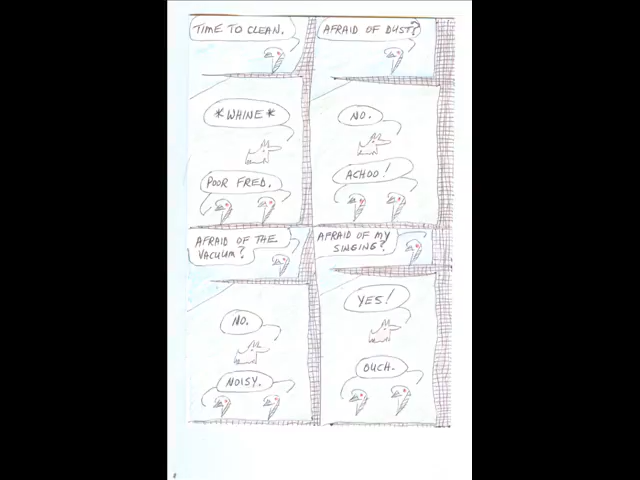 TIME TO CLEAN.
*WHINE*
POOR FRED.
AFRAID OF DUST?
NO.
ACHOO!
AFRAID OF THE
VACUUM?
NO.
NOISY.
AFRAID OF MY
SINGING?
YES!
OUCH.